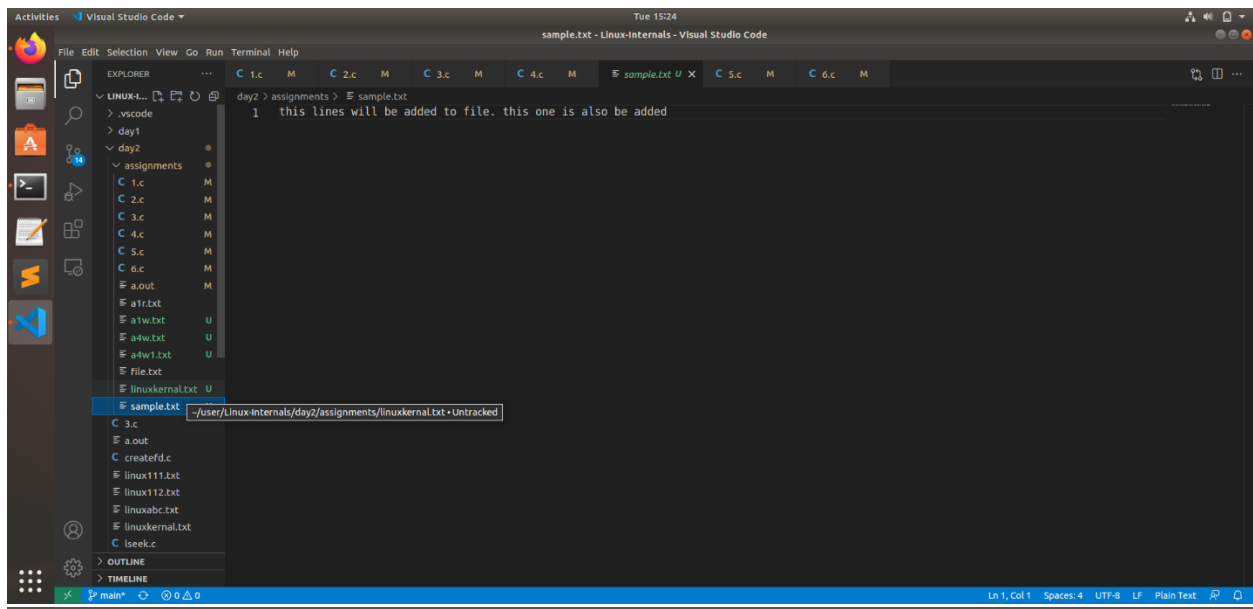 Activities Visual Studio Code Tue 15:24
sample.txt - Linux-Internals - Visual Studio Code
File Edit Selection View Go Run Terminal Help
EXPLORER ... C 1.c M C 2.c M C 3.c M C 4.c M sample.txt U × C 5.c M C 6.c M ...
LINUX-I...
day2 > assignments > sample.txt
1 this lines will be added to file. this one is also be added
> .vscode
> day1
day2
assignments
C 1.c M
C 2.c M
C 3.c M
C 4.c M
C 5.c M
C 6.c M
a.out M
a1r.txt
a1w.txt U
a4w.txt U
a4w1.txt U
file.txt
linuxkernal.txt U
sample.txt
~/user/Linux-Internals/day2/assignments/linuxkernal.txt • Untracked
C 3.c
a.out
C createfd.c
linux111.txt
linux112.txt
linuxabc.txt
linuxkernal.txt
C lseek.c
> OUTLINE
> TIMELINE
14
main* 0 0 Ln 1, Col 1 Spaces: 4 UTF-8 LF Plain Text